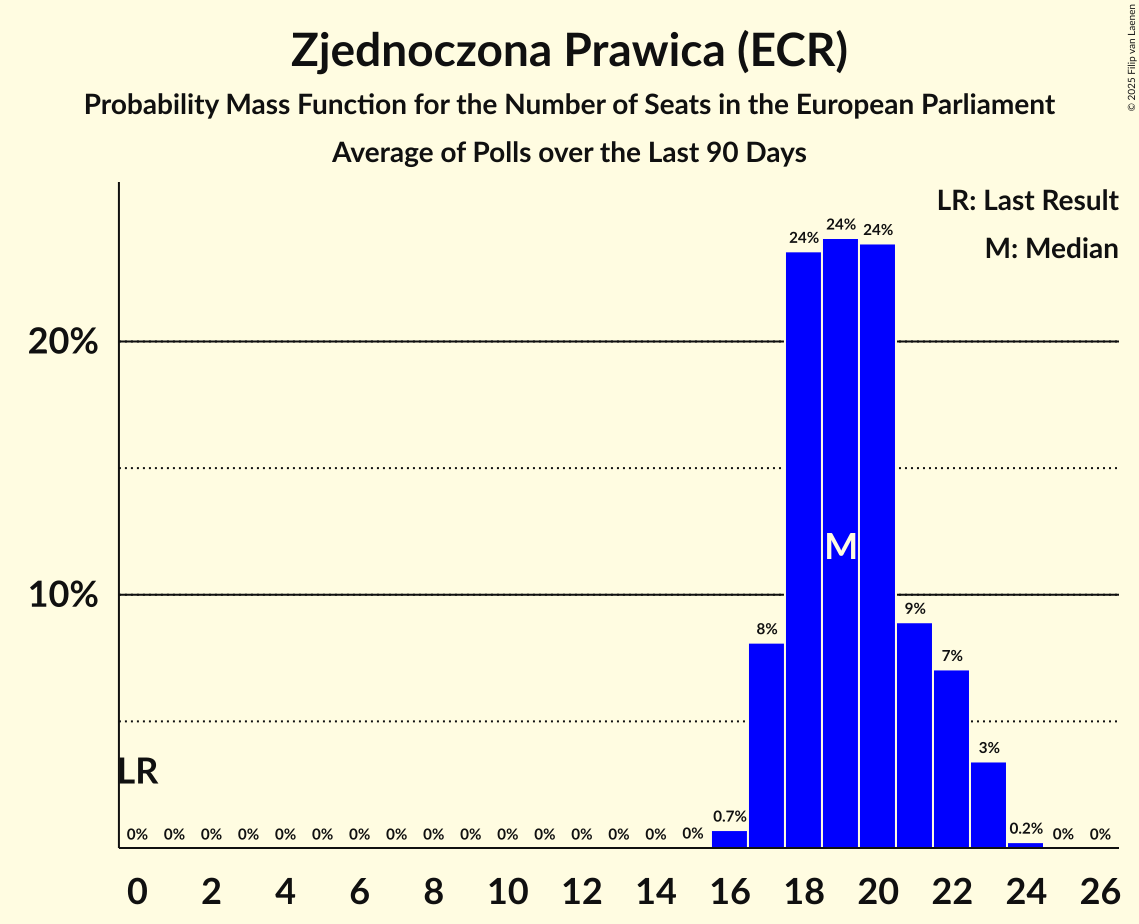 Zjednoczona Prawica (ECR)
Probability Mass Function for the Number of Seats in the European Parliament
Average of Polls over the Last 90 Days
© 2025 Filip van Laenen
LR: Last Result
M: Median
24% 24% 24%
20%
M
10%
8% 9% 7% 3%
LR
0% 0% 0% 0% 0% 0% 0% 0% 0% 0% 0% 0% 0% 0% 0% 0% 0.7% 0.2% 0% 0%
0 2 4 6 8 10 12 14 16 18 20 22 24 26